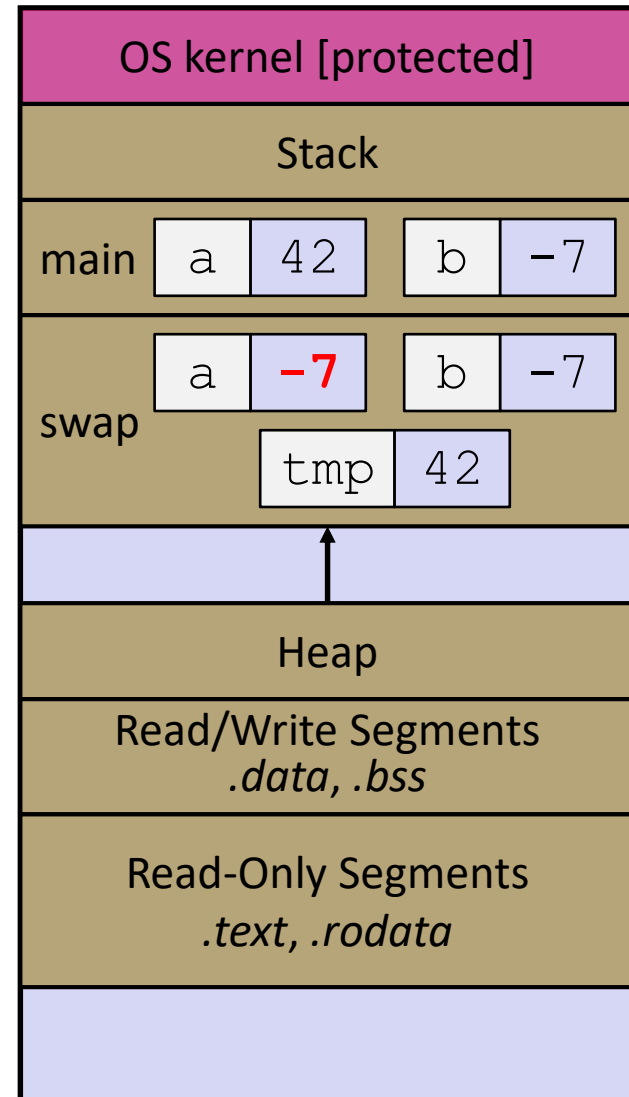 OS kernel [protected]
Stack
main a 42 b -7
a -7 b -7
swap
tmp 42
Heap
Read/Write Segments
.data, .bss
Read-Only Segments
.text, .rodata